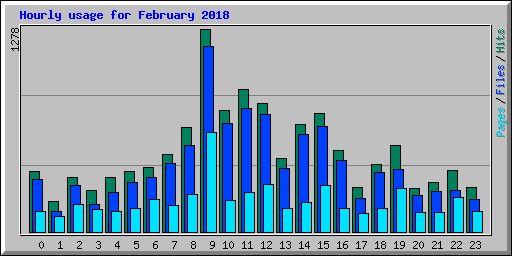 Hourly usage for February 2018
1278
Pages/Files/Hits
0 1 2 3 4 5 6 7 8 9 10 11 12 13 14 15 16 17 18 19 20 21 22 23